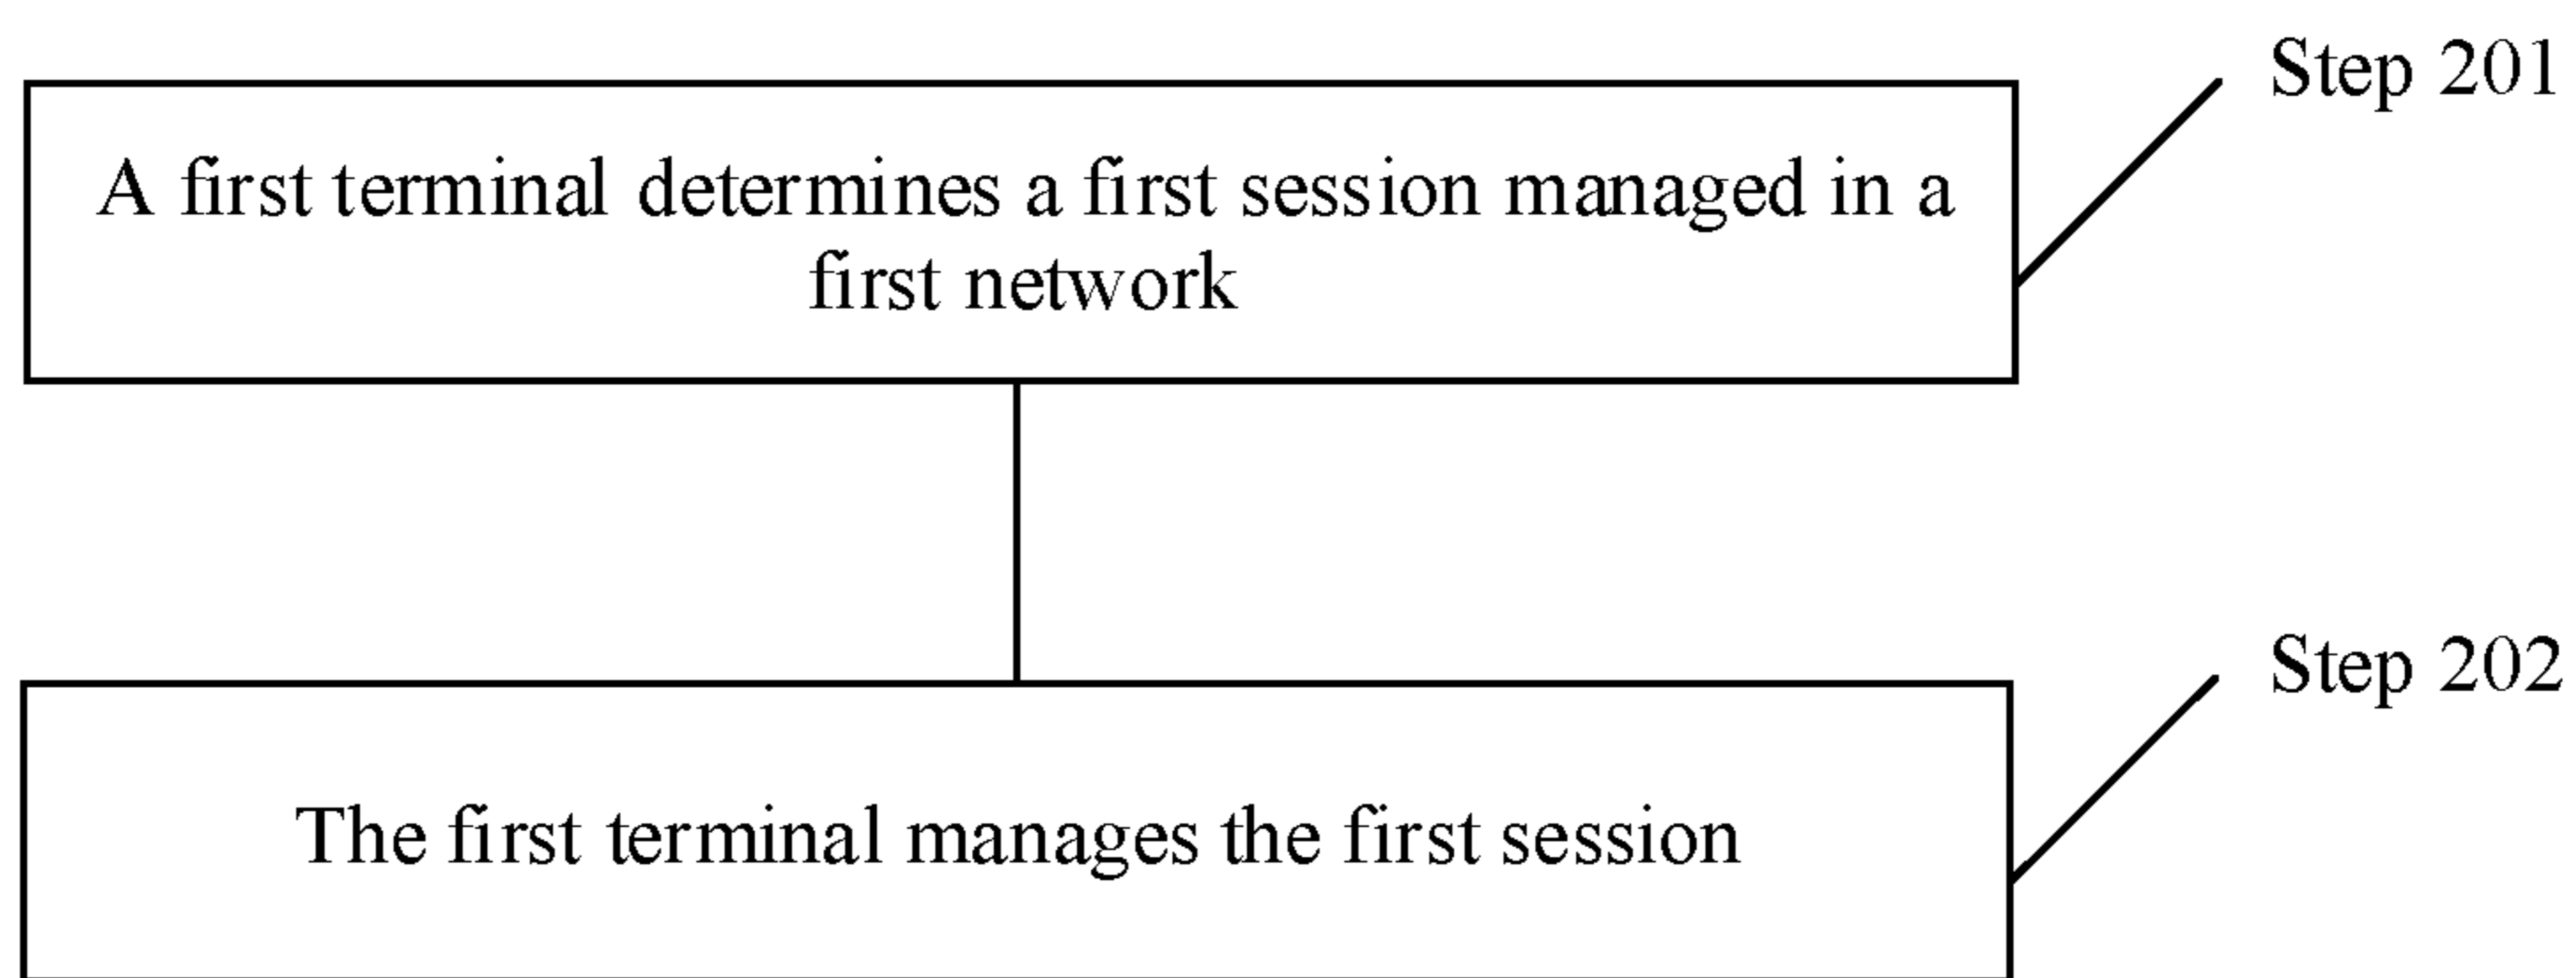 Step 201
A first terminal determines a first session managed in a
first network
Step 202
The first terminal manages the first session